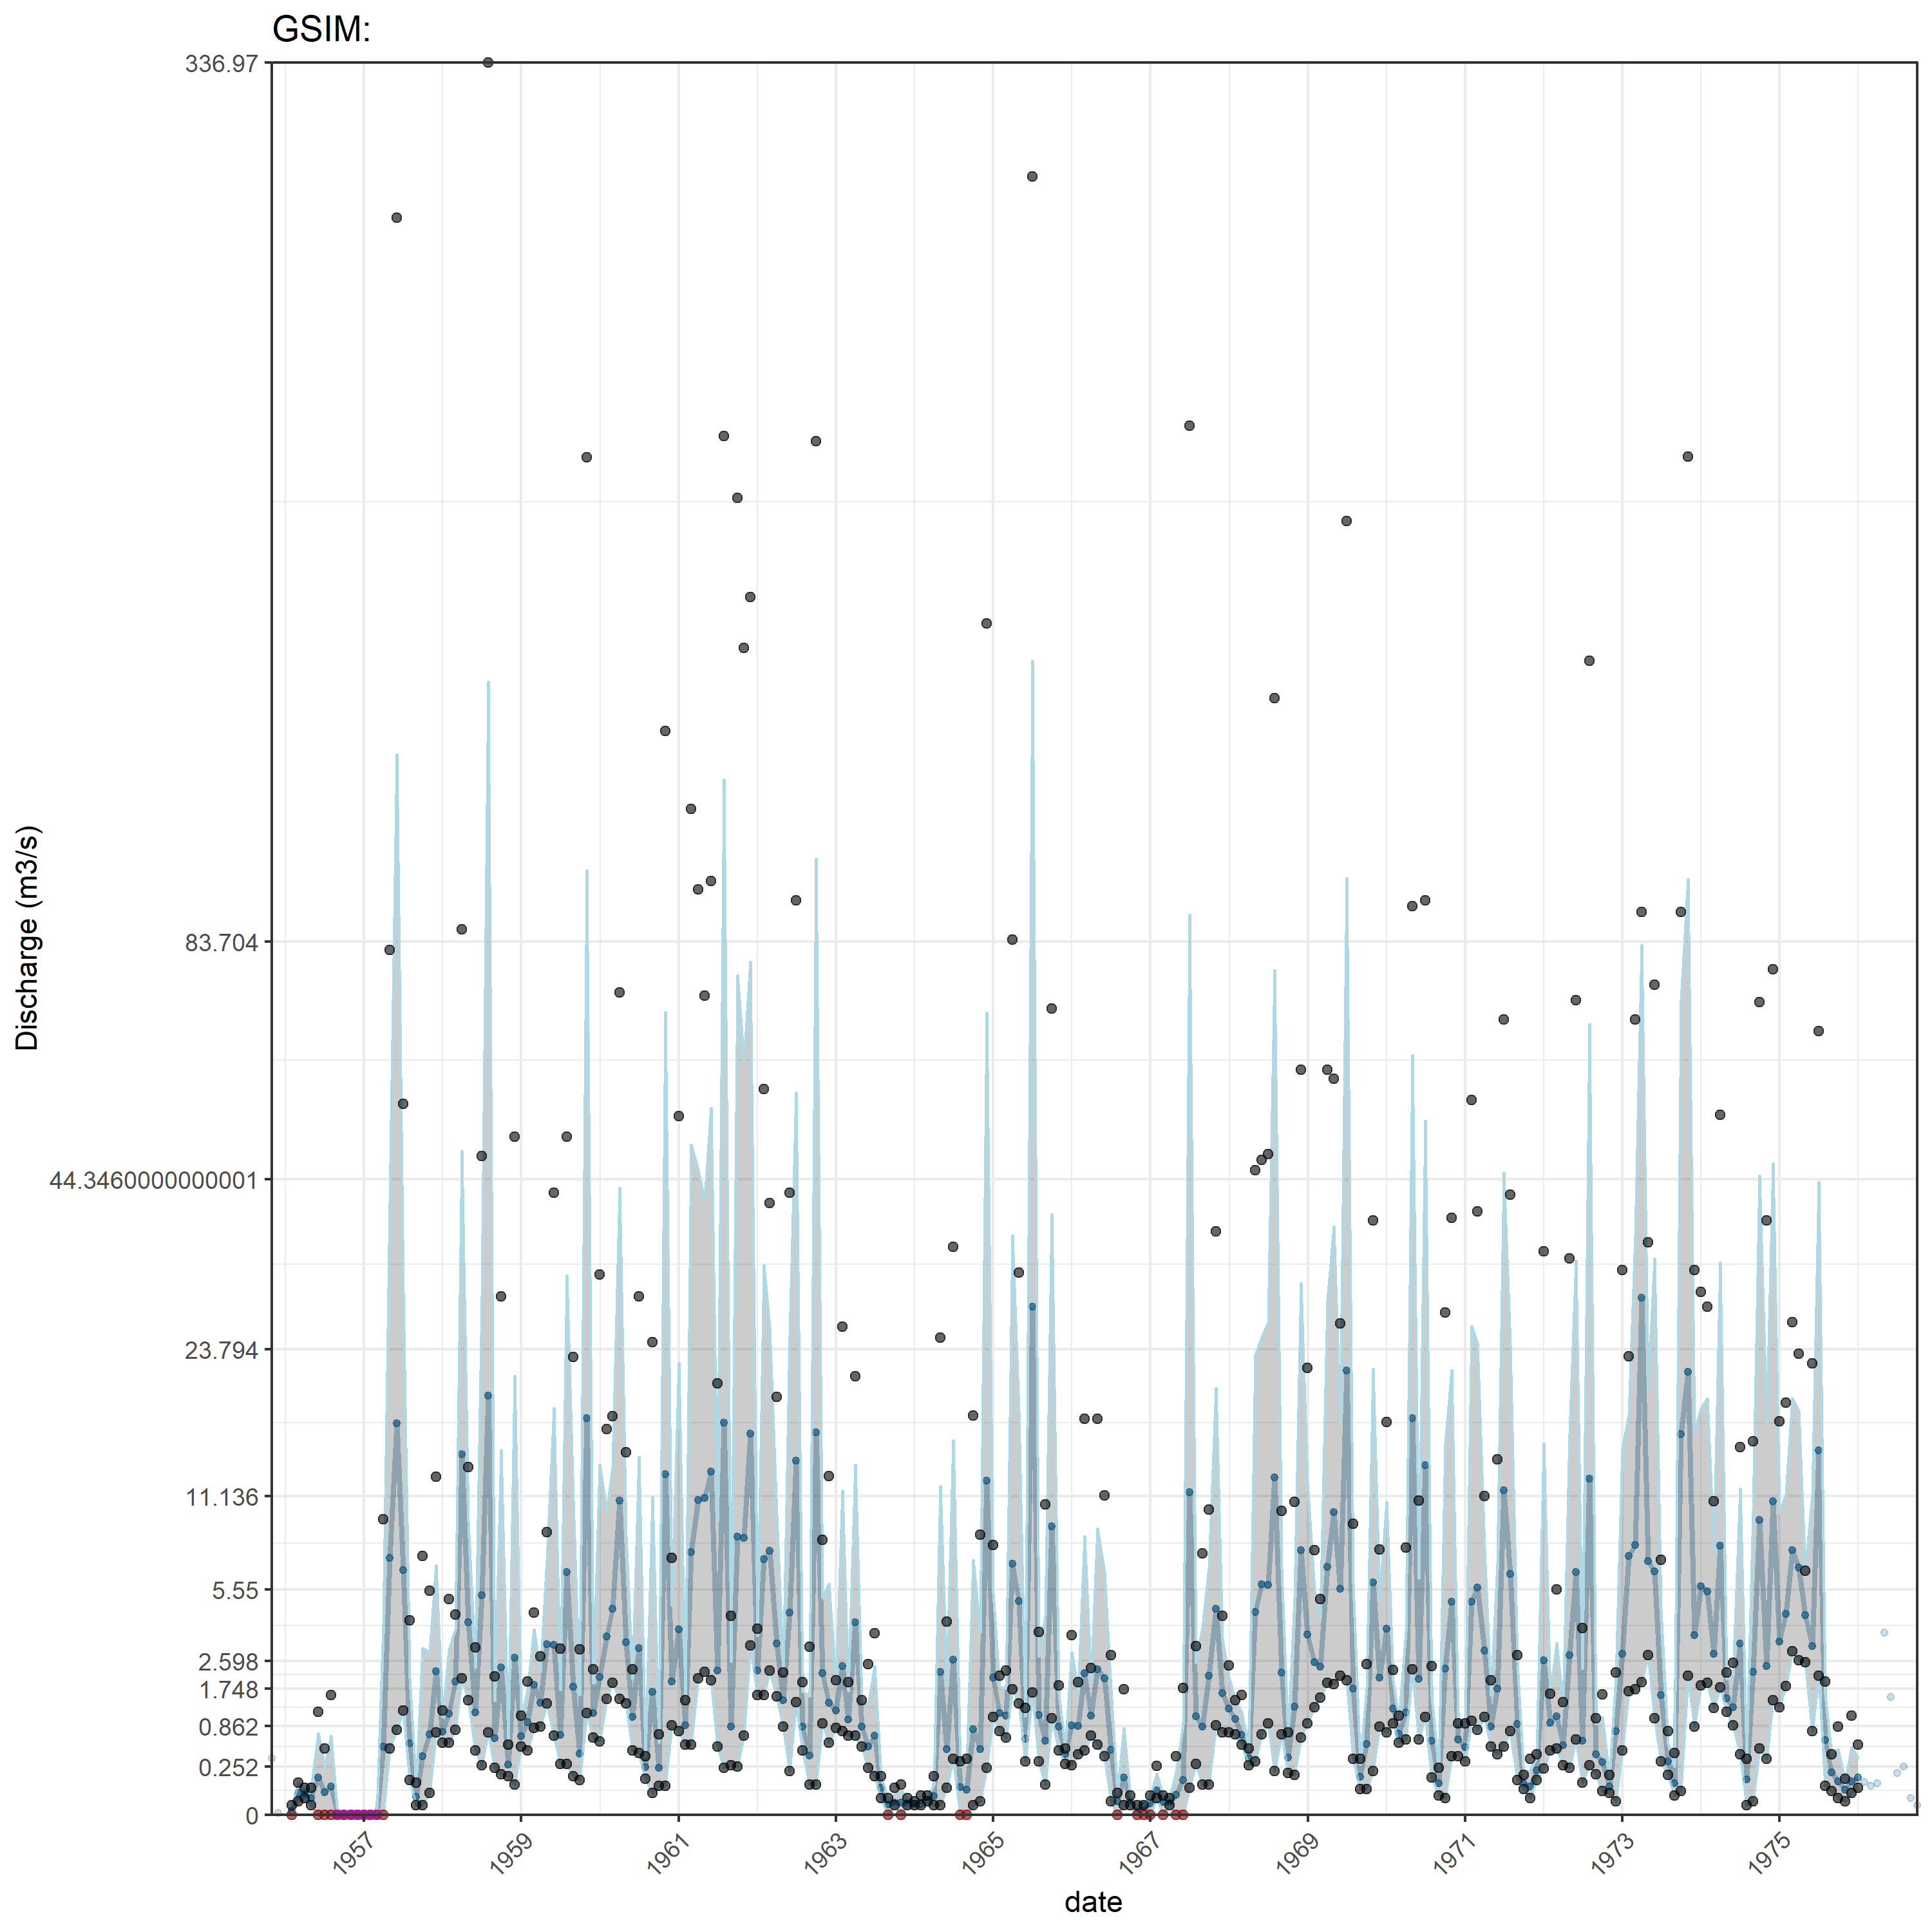 GSIM:
336.97
83.704
44.3460000000001
23.794
11.136
5.55
2.598
1.748
0.862
0.252
0
Discharge (m3/s)
1957 1959 1961 1963 1965 1967 1969 1971 1973 1975
date